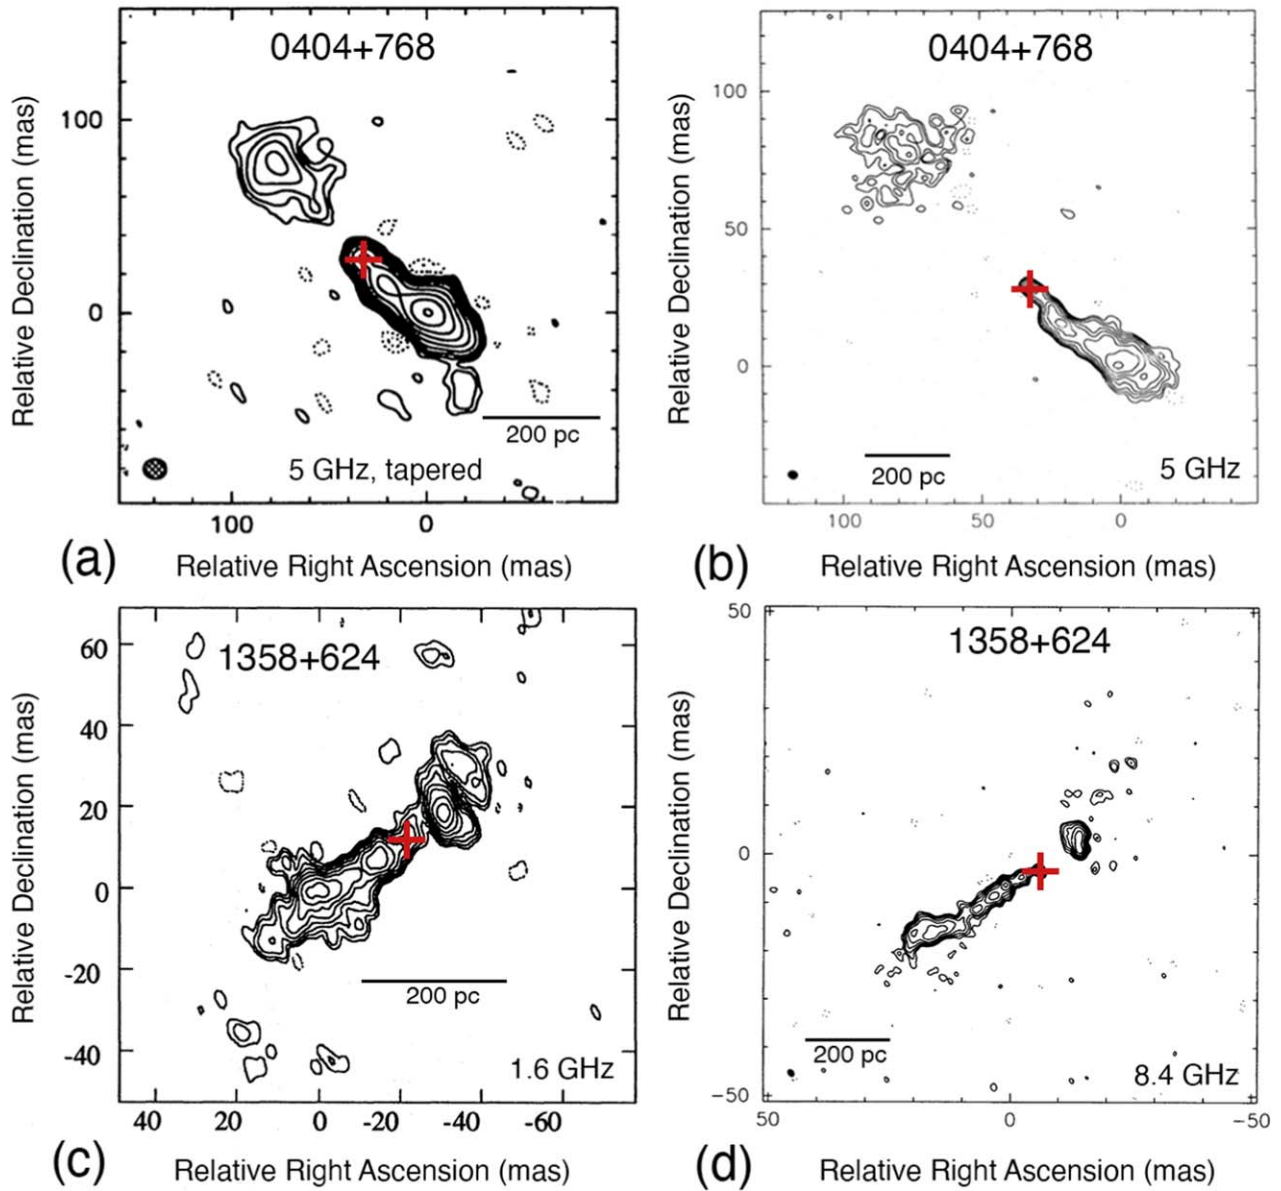 0404+768
Relative Declination (mas)
100
0
200 pc
5 GHz, tapered
100 0
(a) Relative Right Ascension (mas)
0404+768
Relative Declination (mas)
100
50
0
200 pc
5 GHz
100 50 0
(b) Relative Right Ascension (mas)
1358+624
Relative Declination (mas)
60
40
20
0
-20
-40
200 pc
1.6 GHz
40 20 0 -20 -40 -60
(c) Relative Right Ascension (mas)
1358+624
Relative Declination (mas)
50
0
−50
200 pc
8.4 GHz
50 0 −50
(d) Relative Right Ascension (mas)